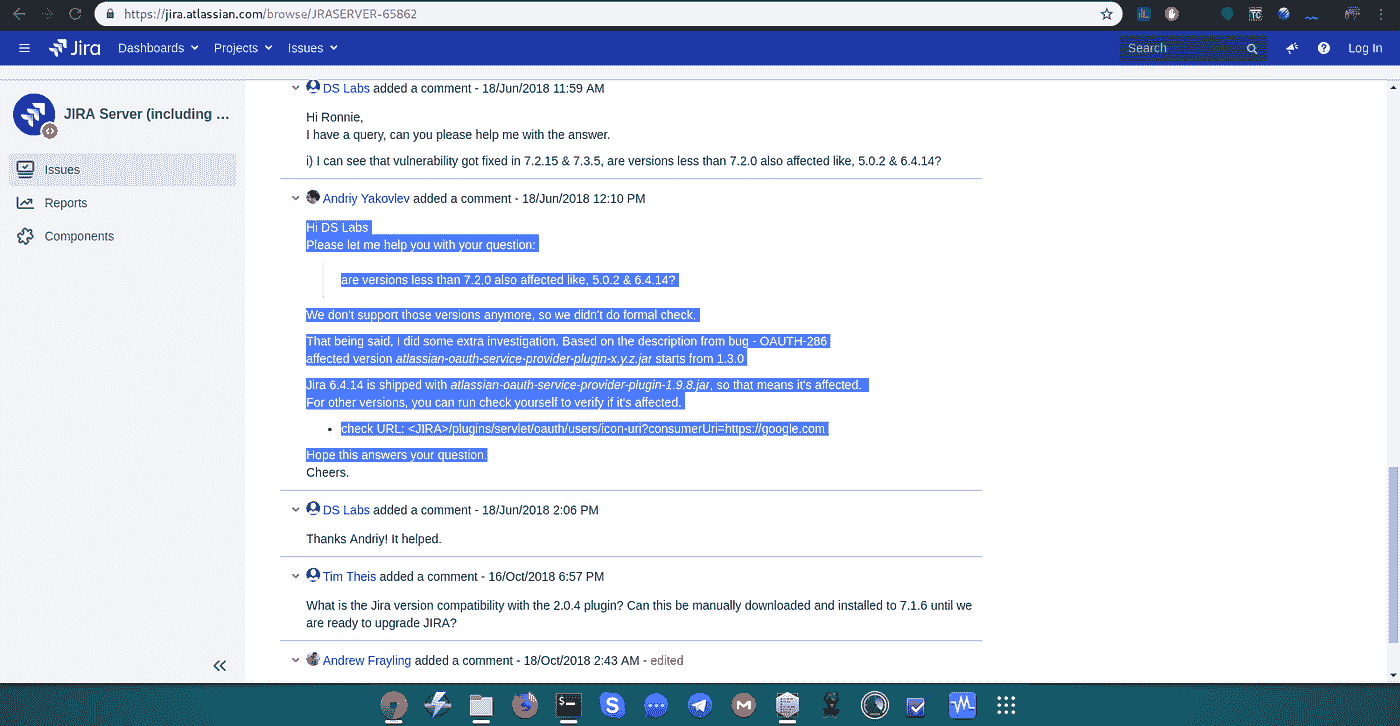 https://jira.atlassian.com/browse/JRASERVER-65862
Jira Dashboards Projects Issues Search Log In
JIRA Server (including ...
Issues
Reports
Components
DS Labs added a comment - 18/Jun/2018 11:59 AM
Hi Ronnie,
I have a query, can you please help me with the answer.
i) I can see that vulnerability got fixed in 7.2.15 & 7.3.5, are versions less than 7.2.0 also affected like, 5.0.2 & 6.4.14?
Andriy Yakovlev added a comment - 18/Jun/2018 12:10 PM
Hi DS Labs
Please let me help you with your question:
are versions less than 7.2.0 also affected like, 5.0.2 & 6.4.14?
We don't support those versions anymore, so we didn't do formal check.
That being said, I did some extra investigation. Based on the description from bug - OAUTH-286
affected version atlassian-oauth-service-provider-plugin-x.y.z.jar starts from 1.3.0
Jira 6.4.14 is shipped with atlassian-oauth-service-provider-plugin-1.9.8.jar, so that means it's affected.
For other versions, you can run check yourself to verify if it's affected.
• check URL: <JIRA>/plugins/servlet/oauth/users/icon-uri?consumerUri=https://google.com
Hope this answers your question.
Cheers.
DS Labs added a comment - 18/Jun/2018 2:06 PM
Thanks Andriy! It helped.
Tim Theis added a comment - 16/Oct/2018 6:57 PM
What is the Jira version compatibility with the 2.0.4 plugin? Can this be manually downloaded and installed to 7.1.6 until we
are ready to upgrade JIRA?
Andrew Frayling added a comment - 18/Oct/2018 2:43 AM - edited